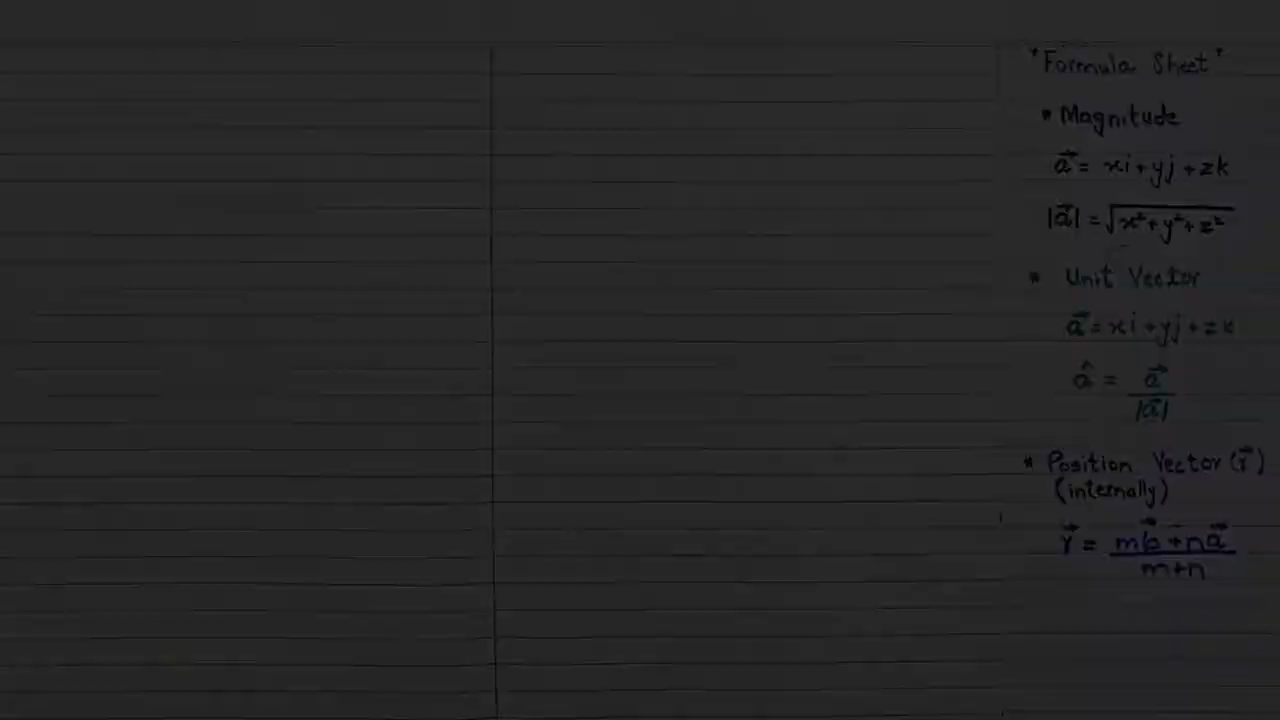 "Formula Sheet"
* Magnitude
a⃗ = xi + yj + zk
|a⃗| = √x² + y² + z²
* Unit Vector
a⃗ = xi + yj + zk
â = a⃗
|a⃗|
* Position Vector (r⃗)
(internally)
r⃗ = mb⃗ + na⃗
m+n